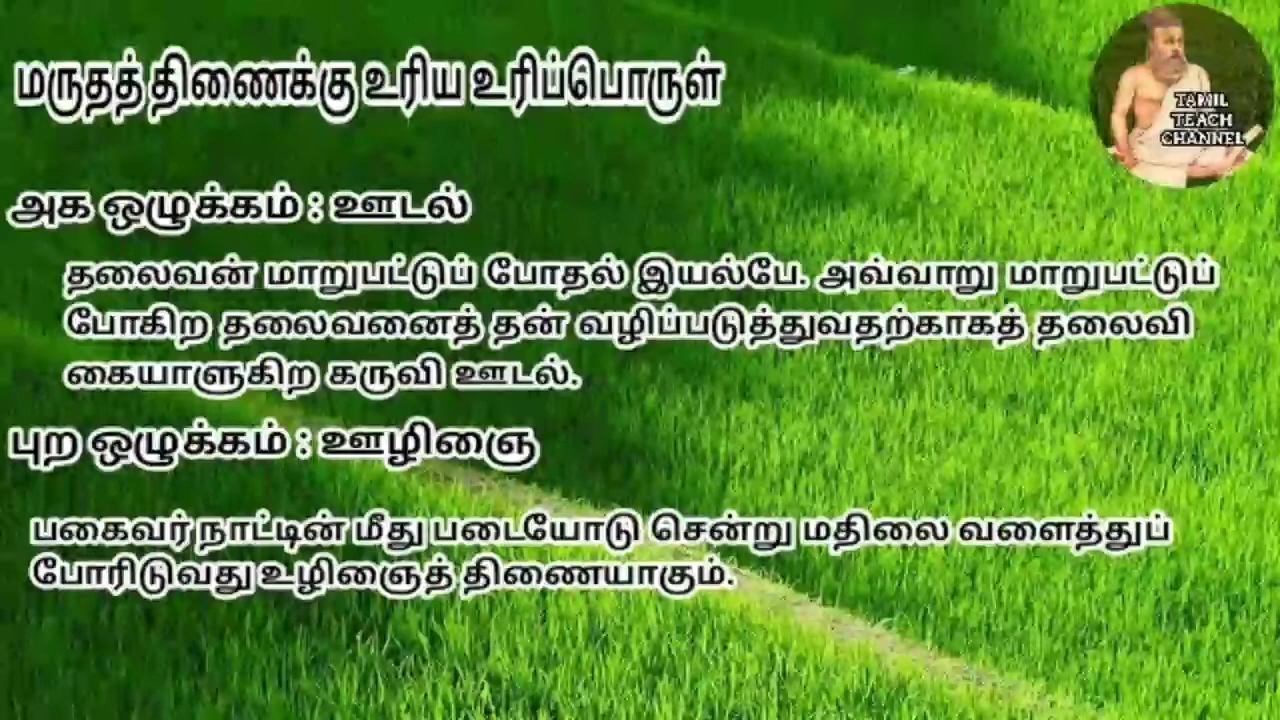 மருதத் திணைக்கு உரிய உரிப்பொருள்
TAMIL
TEACH
CHANNEL
அக ஒழுக்கம் : ஊடல்
தலைவன் மாறுபட்டுப் போதல் இயல்பே. அவ்வாறு மாறுபட்டுப்
போகிற தலைவனைத் தன் வழிப்படுத்துவதற்காகத் தலைவி
கையாளுகிற கருவி ஊடல்.
புற ஒழுக்கம் : ஊழிஞை
பகைவர் நாட்டின் மீது படையோடு சென்று மதிலை வளைத்துப்
போரிடுவது உழிஞைத் திணையாகும்.